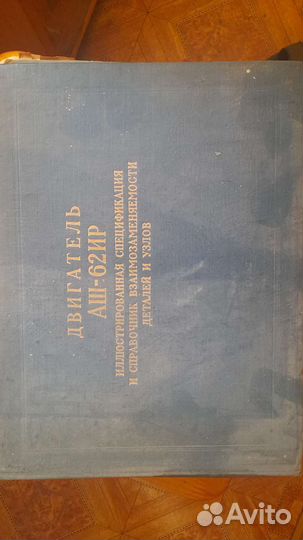 ДВИГАТЕЛЬ
АШ-62ИР
ИЛЛЮСТРИРОВАННАЯ СПЕЦИФИКАЦИЯ
И СПРАВОЧНИК ВЗАИМОЗАМЕНЯЕМОСТИ
ДЕТАЛЕЙ И УЗЛОВ
Avito